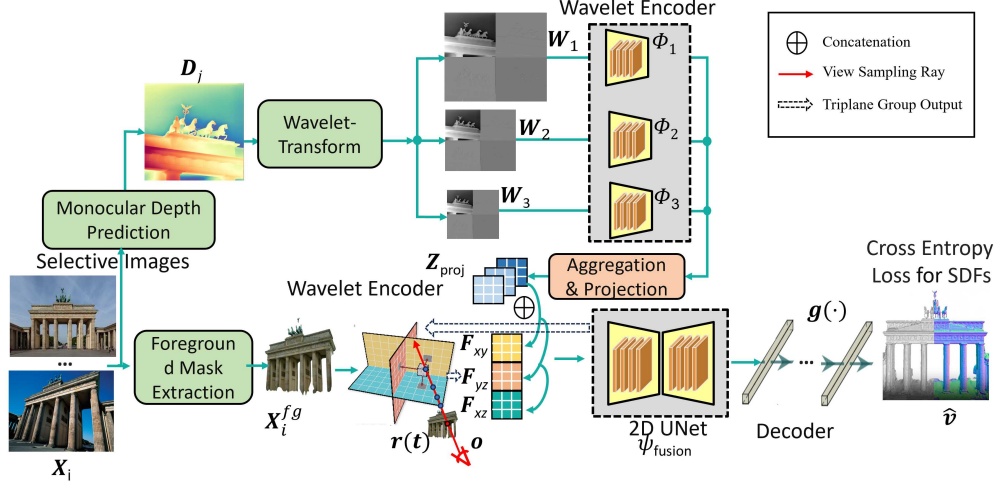 Wavelet Encoder
D_j
W_1
Φ_1
Concatenation
View Sampling Ray
Triplane Group Output
Wavelet-
Transform
W_2
Φ_2
W_3
Φ_3
Monocular Depth
Prediction
Selective Images
Z_proj
Aggregation
& Projection
Cross Entropy
Loss for SDFs
Wavelet Encoder
g(·)
...
Foregroun
d Mask
Extraction
F_xy
F_yz
F_xz
...
X_i^fg
r(t)
o
2D UNet
ψ_fusion
Decoder
v̂
X_i